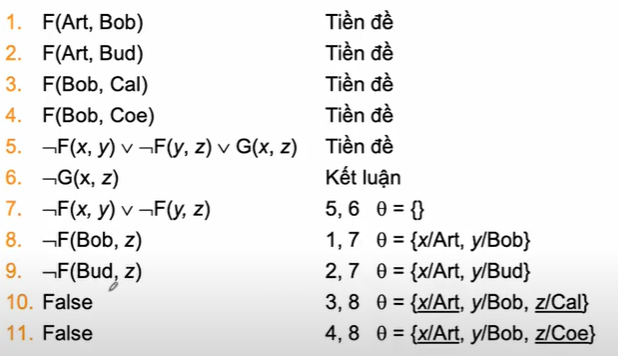 1. F(Art, Bob) Tiền đề
2. F(Art, Bud) Tiền đề
3. F(Bob, Cal) Tiền đề
4. F(Bob, Coe) Tiền đề
5. ¬F(x, y) ∨ ¬F(y, z) ∨ G(x, z) Tiền đề
6. ¬G(x, z) Kết luận
7. ¬F(x, y) ∨ ¬F(y, z) 5, 6 θ = {}
8. ¬F(Bob, z) 1, 7 θ = {x/Art, y/Bob}
9. ¬F(Bud, z) 2, 7 θ = {x/Art, y/Bud}
10. False 3, 8 θ = {x/Art, y/Bob, z/Cal}
11. False 4, 8 θ = {x/Art, y/Bob, z/Coe}